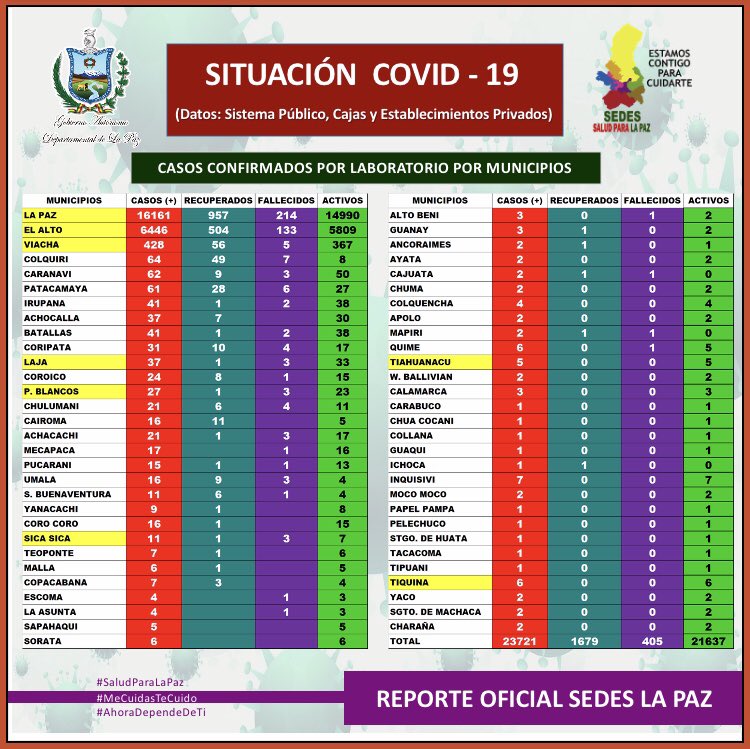 Gobierno Autónomo
Departamental de La Paz
SITUACIÓN COVID - 19
(Datos: Sistema Público, Cajas y Establecimientos Privados)
ESTAMOS
CONTIGO
PARA
CUIDARTE
SEDES
SALUD PARA LA PAZ
CASOS CONFIRMADOS POR LABORATORIO POR MUNICIPIOS
MUNICIPIOS CASOS (+) RECUPERADOS FALLECIDOS ACTIVOS
LA PAZ 16161 957 214 14990
EL ALTO 6446 504 133 5809
VIACHA 428 56 5 367
COLQUIRI 64 49 7 8
CARANAVI 62 9 3 50
PATACAMAYA 61 28 6 27
IRUPANA 41 1 2 38
ACHOCALLA 37 7 30
BATALLAS 41 1 2 38
CORIPATA 31 10 4 17
LAJA 37 1 3 33
COROICO 24 8 1 15
P. BLANCOS 27 1 3 23
CHULUMANI 21 6 4 11
CAIROMA 16 11 5
ACHACACHI 21 1 3 17
MECAPACA 17 1 16
PUCARANI 15 1 1 13
UMALA 16 9 3 4
S. BUENAVENTURA 11 6 1 4
YANACACHI 9 1 8
CORO CORO 16 1 15
SICA SICA 11 1 3 7
TEOPONTE 7 1 6
MALLA 6 1 5
COPACABANA 7 3 4
ESCOMA 4 1 3
LA ASUNTA 4 1 3
SAPAHAQUI 5 5
SORATA 6 6
MUNICIPIOS CASOS (+) RECUPERADOS FALLECIDOS ACTIVOS
ALTO BENI 3 0 1 2
GUANAY 3 1 0 2
ANCORAIMES 2 1 0 1
AYATA 2 0 0 2
CAJUATA 2 1 1 0
CHUMA 2 0 0 2
COLQUENCHA 4 0 0 4
APOLO 2 0 0 2
MAPIRI 2 1 1 0
QUIME 6 0 1 5
TIAHUANACU 5 0 0 5
W. BALLIVIAN 2 0 0 2
CALAMARCA 3 0 0 3
CARABUCO 1 0 0 1
CHUA COCANI 1 0 0 1
COLLANA 1 0 0 1
GUAQUI 1 0 0 1
ICHOCA 1 1 0 0
INQUISIVI 7 0 0 7
MOCO MOCO 2 0 0 2
PAPEL PAMPA 1 0 0 1
PELECHUCO 1 0 0 1
STGO. DE HUATA 1 0 0 1
TACACOMA 1 0 0 1
TIPUANI 1 0 0 1
TIQUINA 6 0 0 6
YACO 2 0 0 2
SGTO. DE MACHACA 2 0 0 2
CHARAÑA 2 0 0 2
TOTAL 23721 1679 405 21637
#SaludParaLaPaz
#MeCuidasTeCuido
#AhoraDependeDeTi
REPORTE OFICIAL SEDES LA PAZ